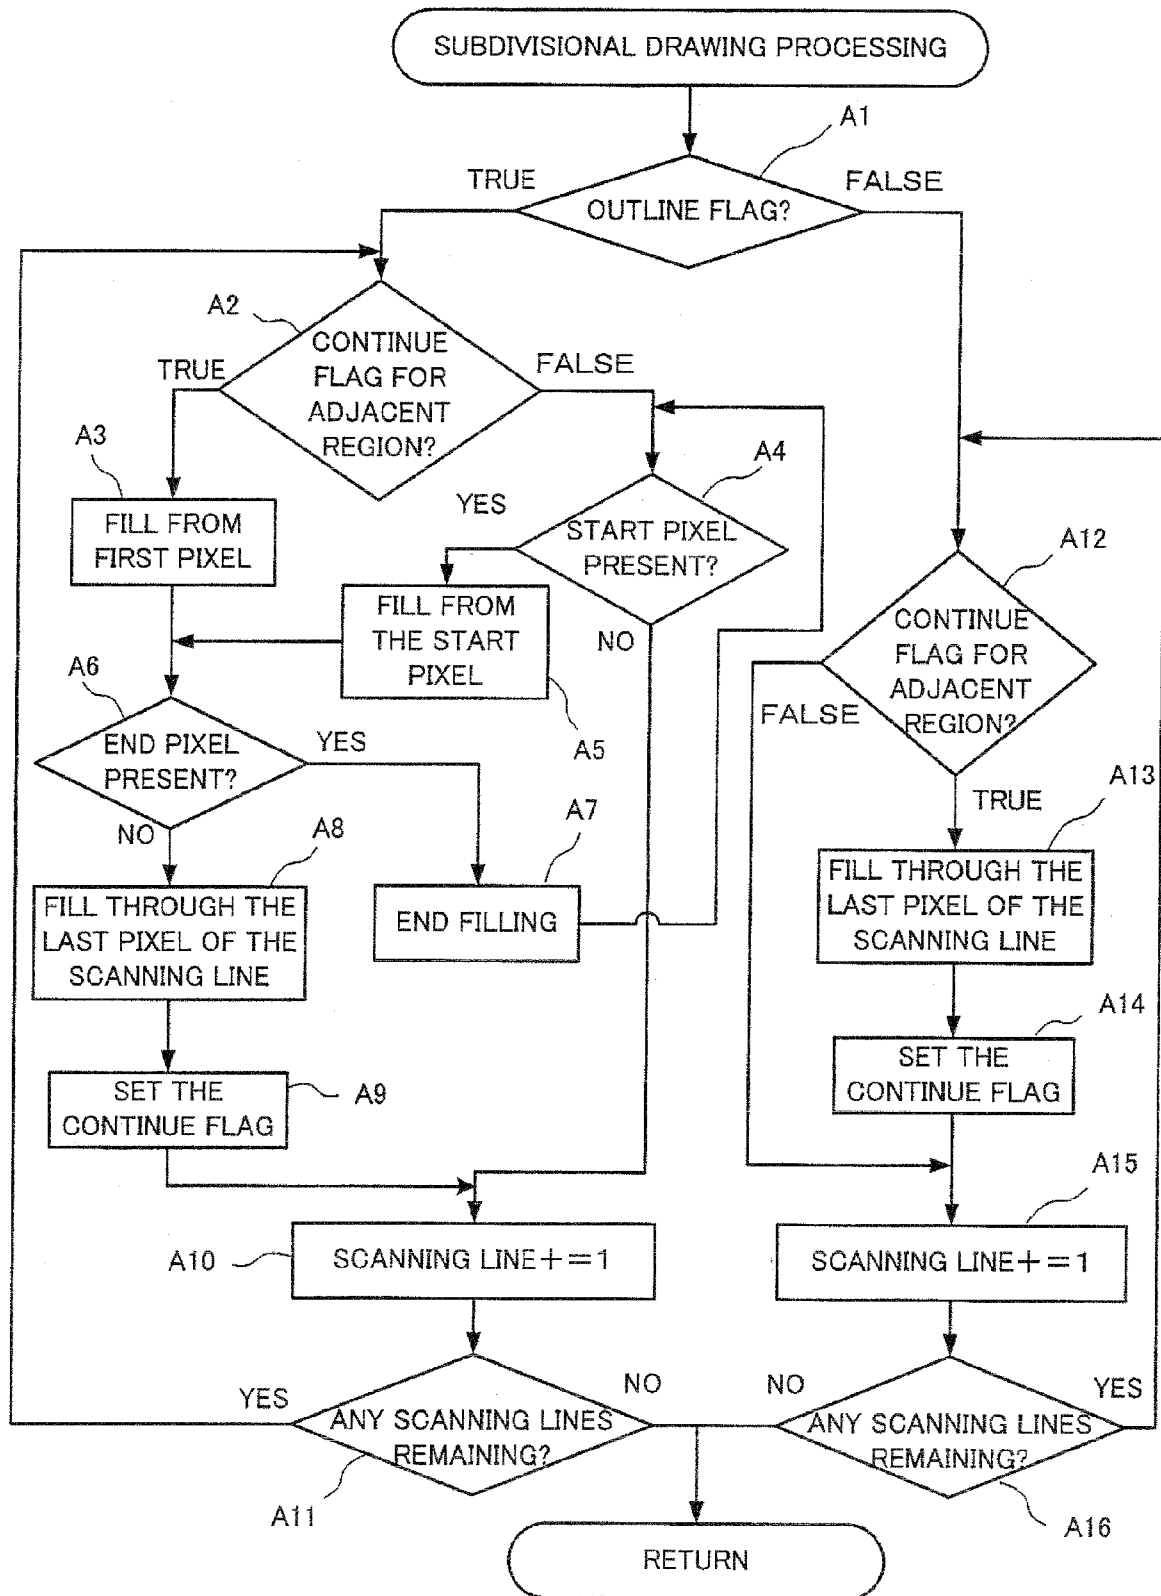 SUBDIVISIONAL DRAWING PROCESSING
A1
TRUE
FALSE
OUTLINE FLAG?
A2
CONTINUE
FLAG FOR
ADJACENT
REGION?
TRUE
FALSE
A3
FILL FROM
FIRST PIXEL
A4
YES
START PIXEL
PRESENT?
NO
FILL FROM
THE START
PIXEL
A5
A6
END PIXEL
PRESENT?
YES
NO
A7
END FILLING
A8
FILL THROUGH THE
LAST PIXEL OF THE
SCANNING LINE
SET THE
CONTINUE FLAG
A9
A10
SCANNING LINE+=1
YES
NO
ANY SCANNING LINES
REMAINING?
A11
A12
CONTINUE
FLAG FOR
ADJACENT
REGION?
FALSE
TRUE
A13
FILL THROUGH THE
LAST PIXEL OF THE
SCANNING LINE
A14
SET THE
CONTINUE FLAG
A15
SCANNING LINE+=1
NO
YES
ANY SCANNING LINES
REMAINING?
A16
RETURN